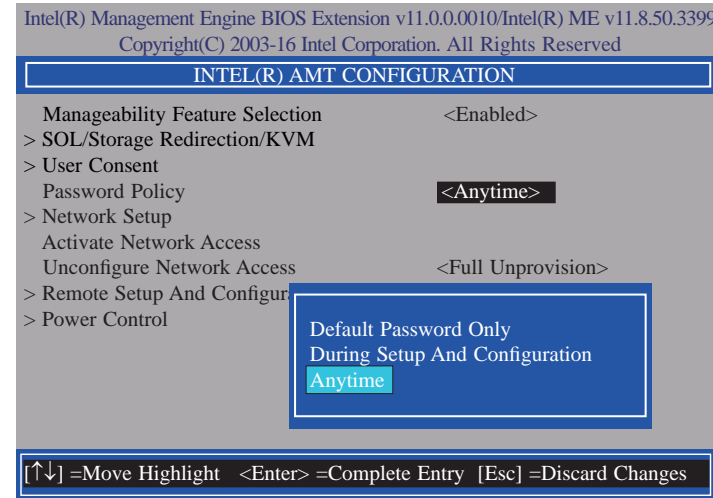 Intel(R) Management Engine BIOS Extension v11.0.0.0010/Intel(R) ME v11.8.50.3399
Copyright(C) 2003-16 Intel Corporation. All Rights Reserved
INTEL(R) AMT CONFIGURATION
Manageability Feature Selection <Enabled>
> SOL/Storage Redirection/KVM
> User Consent
Password Policy <Anytime>
> Network Setup
Activate Network Access
Unconfigure Network Access <Full Unprovision>
> Remote Setup And Configur
> Power Control
Default Password Only
During Setup And Configuration
Anytime
[↑↓] =Move Highlight <Enter> =Complete Entry [Esc] =Discard Changes